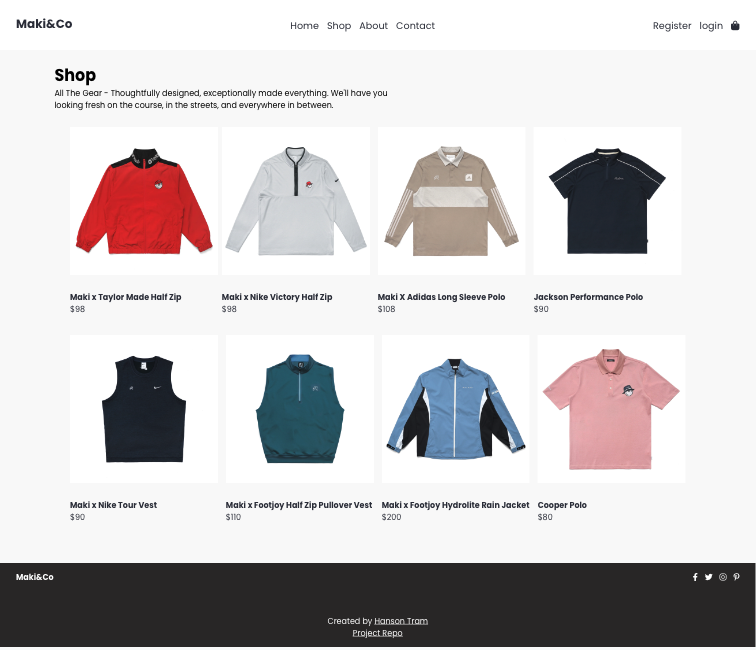 Maki&Co
Home Shop About Contact
Register login
Shop
All The Gear - Thoughtfully designed, exceptionally made everything. We'll have you
looking fresh on the course, in the streets, and everywhere in between.
Maki x Taylor Made Half Zip
$98
Maki x Nike Victory Half Zip
$98
Maki X Adidas Long Sleeve Polo
$108
Jackson Performance Polo
$90
Maki x Nike Tour Vest
$90
Maki x Footjoy Half Zip Pullover Vest
$110
Maki x Footjoy Hydrolite Rain Jacket
$200
Cooper Polo
$80
Maki&Co
Created by Hanson Tram
Project Repo